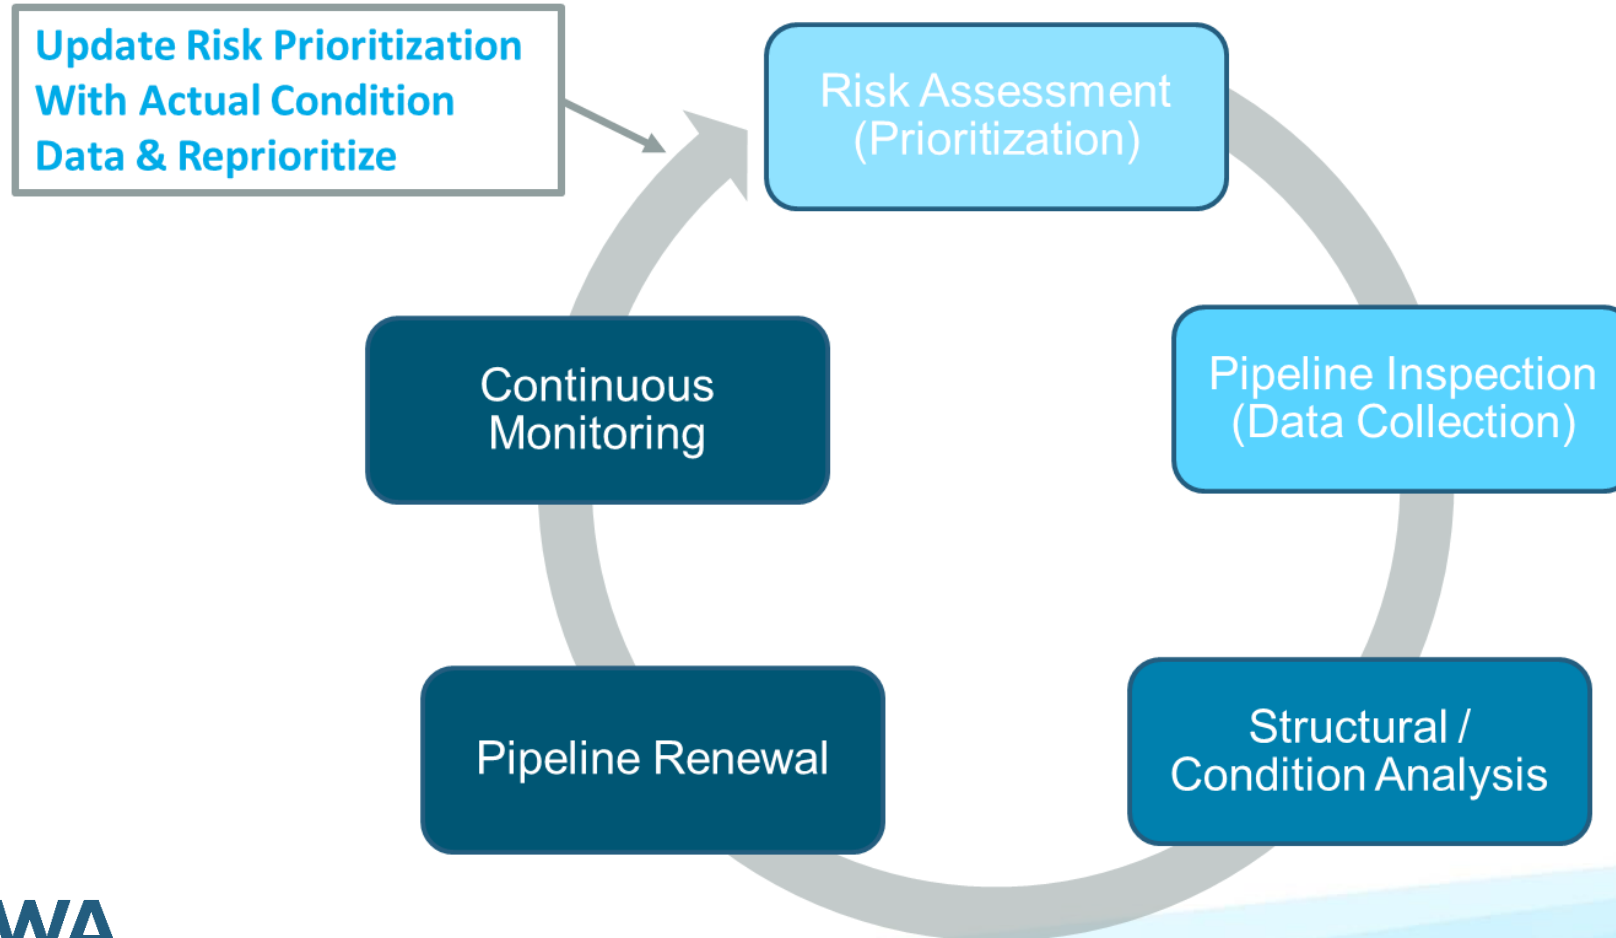 Update Risk Prioritization
With Actual Condition
Data & Reprioritize
Risk Assessment
(Prioritization)
Pipeline Inspection
(Data Collection)
Structural /
Condition Analysis
Pipeline Renewal
Continuous
Monitoring
WA